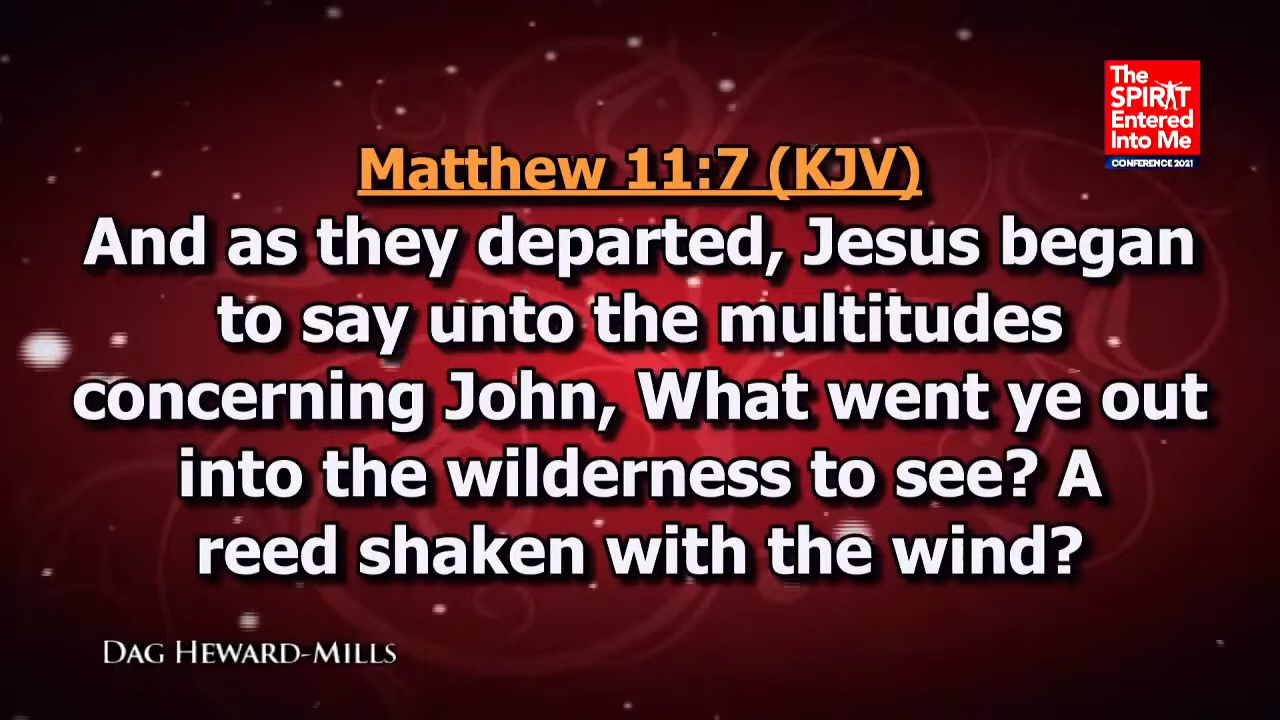 The
SPIRIT
Entered
Into Me
CONFERENCE 2021
Matthew 11:7 (KJV)
And as they departed, Jesus began
to say unto the multitudes
concerning John, What went ye out
into the wilderness to see? A
reed shaken with the wind?
DAG HEWARD-MILLS